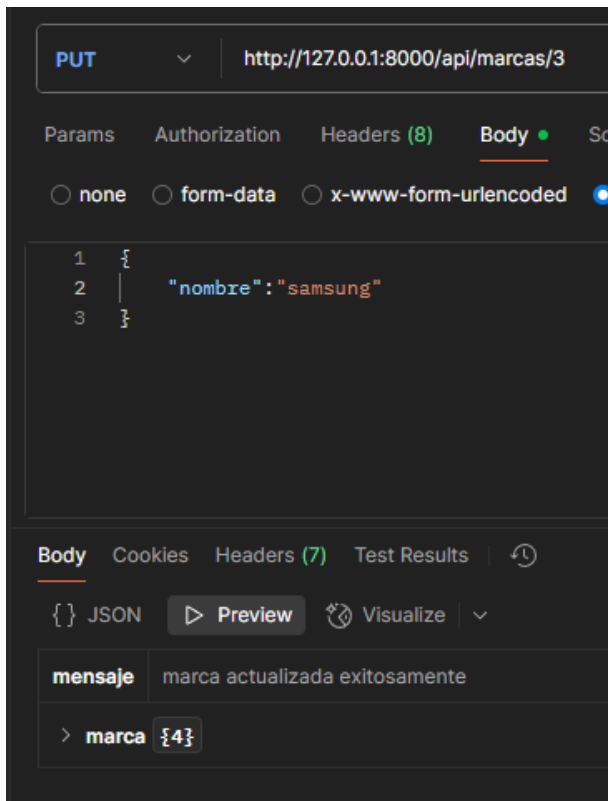 PUT http://127.0.0.1:8000/api/marcas/3
Params Authorization Headers (8) Body
none form-data x-www-form-urlencoded
1 {
2 "nombre":"samsung"
3 }
Body Cookies Headers (7) Test Results
{} JSON Preview Visualize
mensaje marca actualizada exitosamente
marca {4}